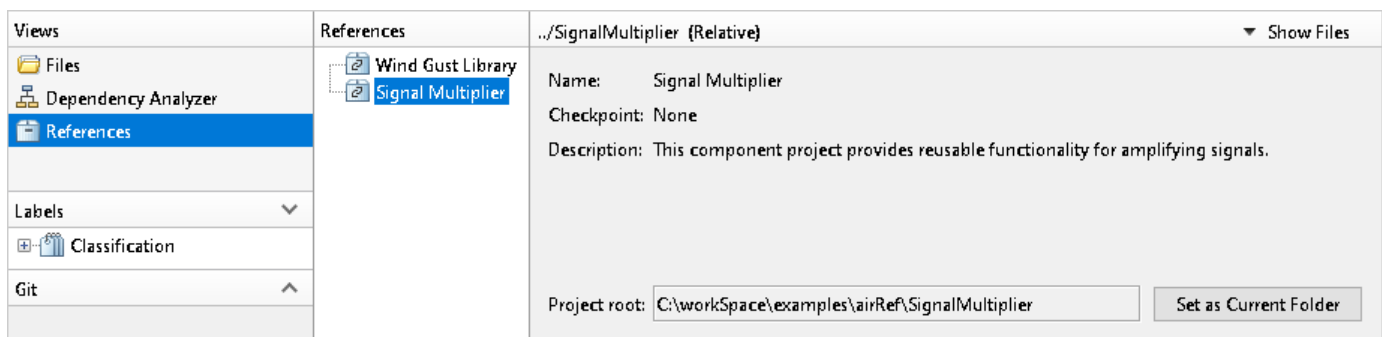 Views
Files
Dependency Analyzer
References
Labels
Classification
Git
References
Wind Gust Library
Signal Multiplier
../SignalMultiplier (Relative)
Show Files
Name: Signal Multiplier
Checkpoint: None
Description: This component project provides reusable functionality for amplifying signals.
Project root: C:\workSpace\examples\airRef\SignalMultiplier
Set as Current Folder